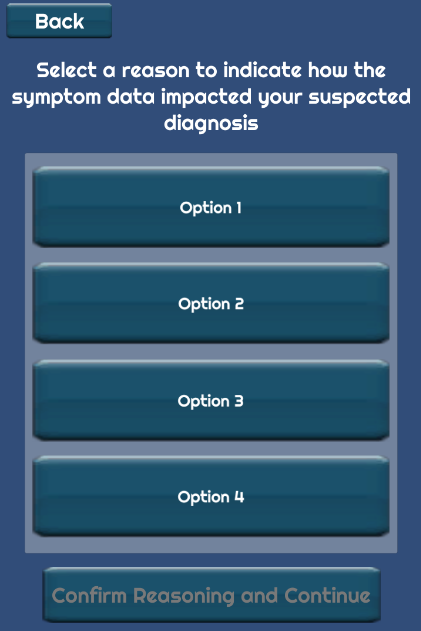 Back
Select a reason to indicate how the
symptom data impacted your suspected
diagnosis
Option 1
Option 2
Option 3
Option 4
Confirm Reasoning and Continue